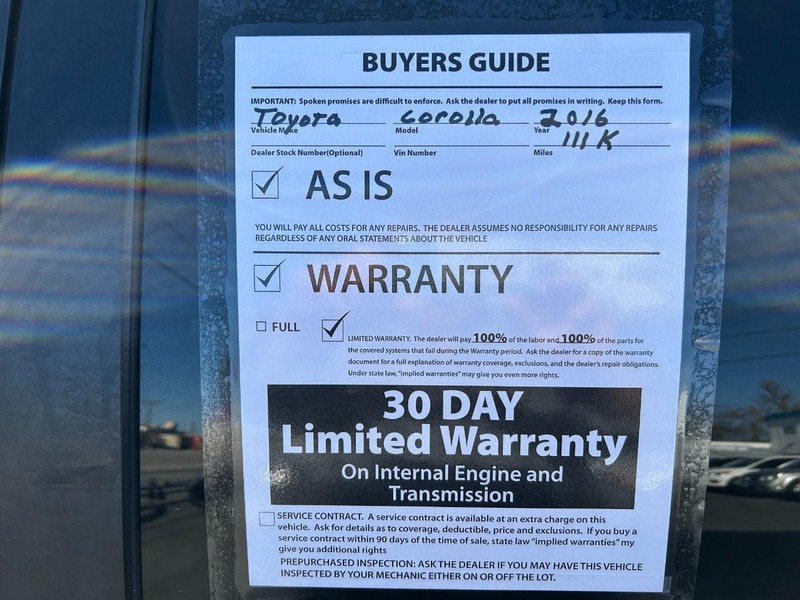 BUYERS GUIDE
IMPORTANT: Spoken promises are difficult to enforce. Ask the dealer to put all promises in writing. Keep this form.
Toyota Corolla 2016
Vehicle Make Model Year
111 K
Dealer Stock Number(Optional) Vin Number Miles
AS IS
YOU WILL PAY ALL COSTS FOR ANY REPAIRS. THE DEALER ASSUMES NO RESPONSIBILITY FOR ANY REPAIRS
REGARDLESS OF ANY ORAL STATEMENTS ABOUT THE VEHICLE
WARRANTY
FULL
LIMITED WARRANTY. The dealer will pay 100% of the labor and 100% of the parts for
the covered systems that fail during the Warranty period. Ask the dealer for a copy of the warranty
document for a full explanation of warranty coverage, exclusions, and the dealer's repair obligations.
Under state law, "implied warranties" may give you even more rights.
30 DAY
Limited Warranty
On Internal Engine and
Transmission
SERVICE CONTRACT. A service contract is available at an extra charge on this
vehicle. Ask for details as to coverage, deductible, price and exclusions. If you buy a
service contract within 90 days of the time of sale, state law "implied warranties" my
give you additional rights
PREPURCHASED INSPECTION: ASK THE DEALER IF YOU MAY HAVE THIS VEHICLE
INSPECTED BY YOUR MECHANIC EITHER ON OR OFF THE LOT.